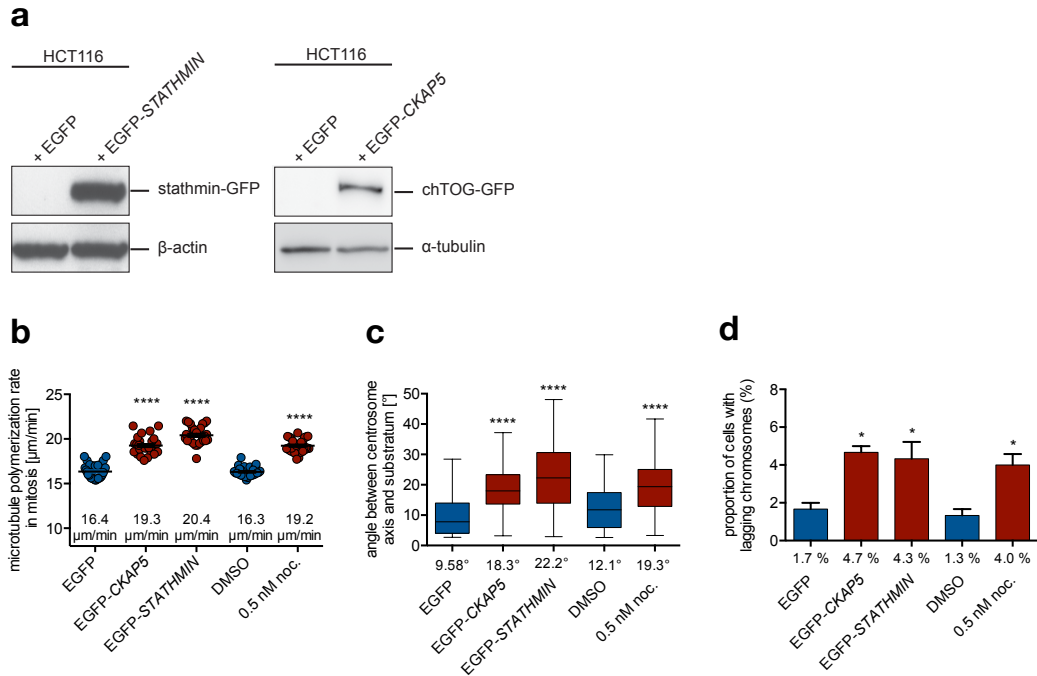 a
HCT116
+ EGFP
+ EGFP-STATHMIN
stathmin-GFP
β-actin
HCT116
+ EGFP
+ EGFP-CKAP5
chTOG-GFP
α-tubulin
b
microtubule polymerization rate
in mitosis [µm/min]
25
20
15
10
****
****
****
16.4
µm/min
19.3
µm/min
20.4
µm/min
16.3
µm/min
19.2
µm/min
EGFP
EGFP-CKAP5
EGFP-STATHMIN
DMSO
0.5 nM noc.
c
angle between centrosome
axis and substratum [°]
50
40
30
20
10
0
****
****
****
9.58°
18.3°
22.2°
12.1°
19.3°
EGFP
EGFP-CKAP5
EGFP-STATHMIN
DMSO
0.5 nM noc.
d
proportion of cells with
lagging chromosomes (%)
8
6
4
2
0
*
*
*
1.7 %
4.7 %
4.3 %
1.3 %
4.0 %
EGFP
EGFP-CKAP5
EGFP-STATHMIN
DMSO
0.5 nM noc.